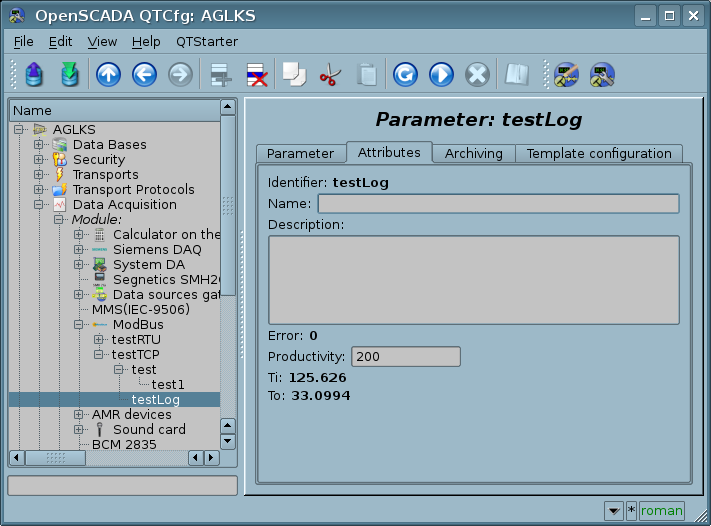 OpenSCADA QTCfg: AGLKS
File Edit View Help QTStarter
Name
AGLKS
Data Bases
Security
Transports
Transport Protocols
Data Acquisition
Module:
Calculator on the
Siemens DAQ
System DA
Segnetics SMH2
Data sources gat
MMS(IEC-9506)
ModBus
testRTU
testTCP
test
test1
testLog
AMR devices
Sound card
BCM 2835
Parameter: testLog
Parameter Attributes Archiving Template configuration
Identifier: testLog
Name:
Description:
Error: 0
Productivity: 200
Ti: 125.626
To: 33.0994
* roman